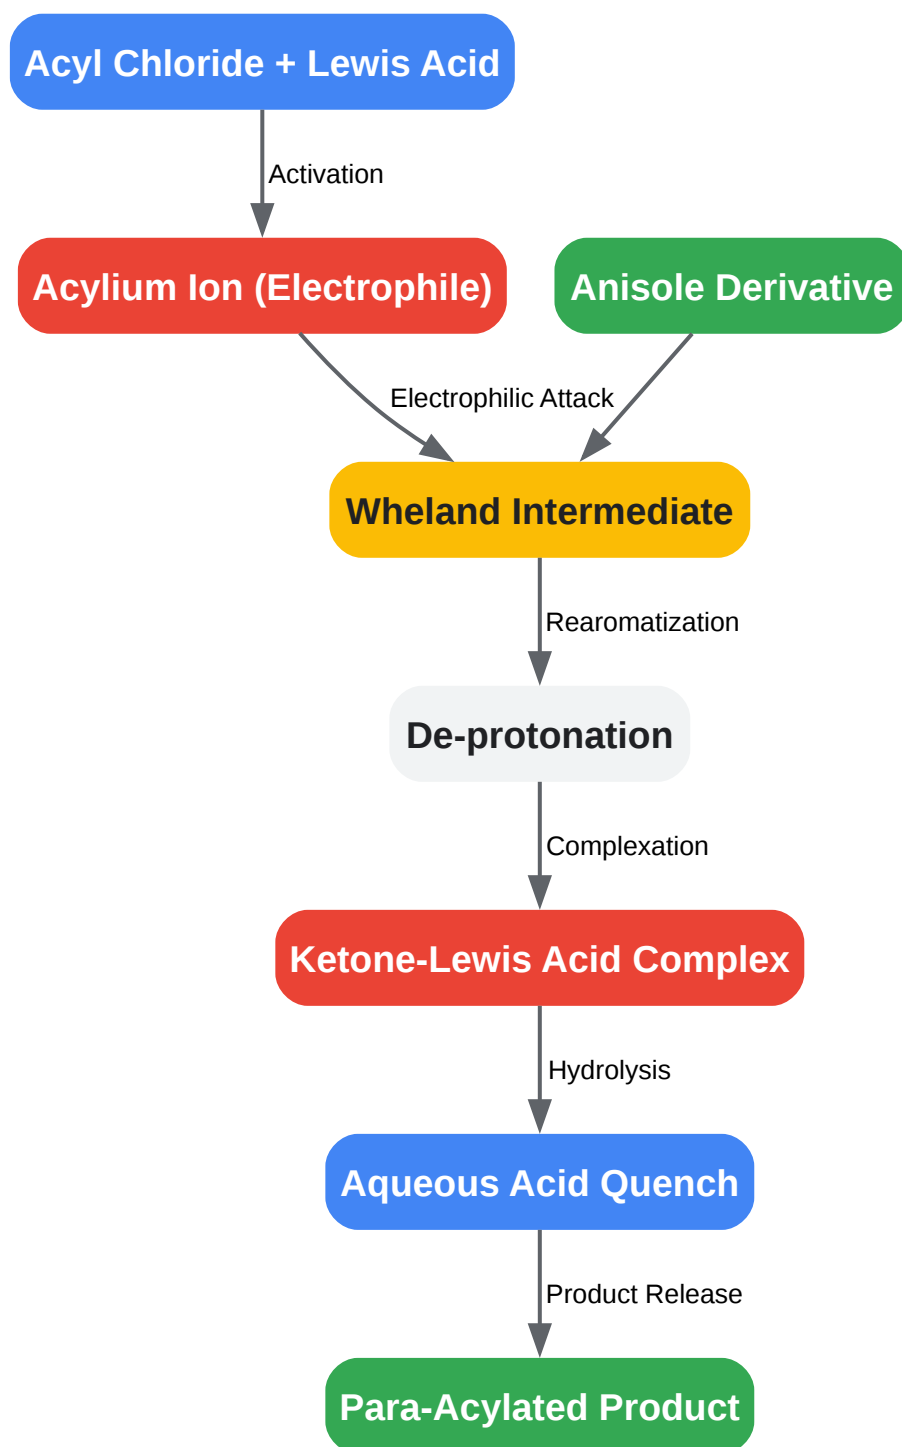 Acyl Chloride + Lewis Acid
Activation
Acylium Ion (Electrophile)
Anisole Derivative
Electrophilic Attack
Wheland Intermediate
Rearomatization
De-protonation
Complexation
Ketone-Lewis Acid Complex
Hydrolysis
Aqueous Acid Quench
Product Release
Para-Acylated Product